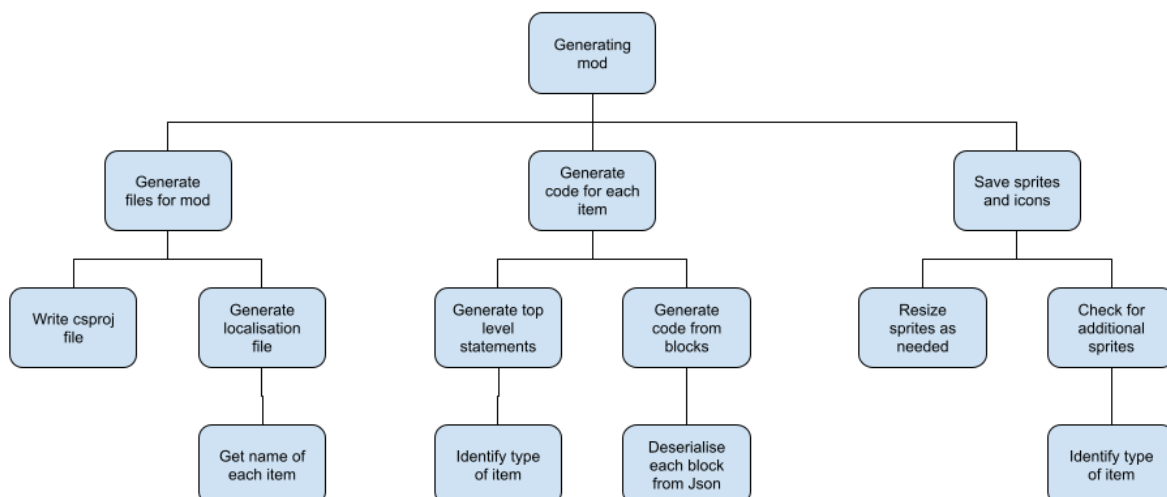 Generating
mod
Generate
files for mod
Generate
code for each
item
Save sprites
and icons
Write csproj
file
Generate
localisation
file
Generate top
level
statements
Generate
code from
blocks
Resize
sprites as
needed
Check for
additional
sprites
Get name of
each item
Identify type
of item
Deserialise
each block
from Json
Identify type
of item